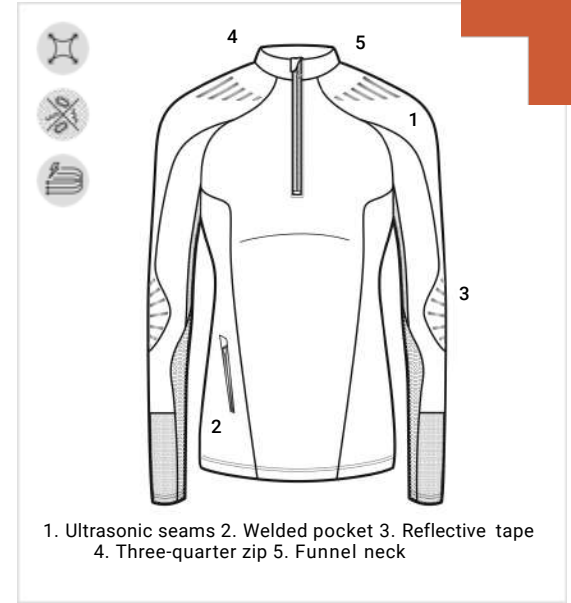 4 5
1
3
2
1. Ultrasonic seams 2. Welded pocket 3. Reflective tape
4. Three-quarter zip 5. Funnel neck